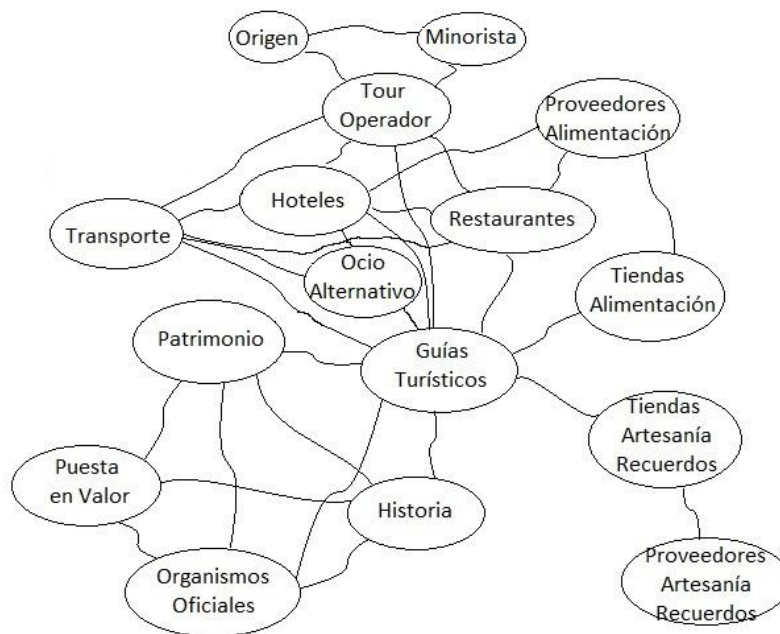 Origen
Minorista
Tour
Operador
Proveedores
Alimentación
Hoteles
Restaurantes
Transporte
Ocio
Alternativo
Tiendas
Alimentación
Patrimonio
Guías
Turísticos
Tiendas
Artesanía
Recuerdos
Puesta
en Valor
Historia
Organismos
Oficiales
Proveedores
Artesanía
Recuerdos